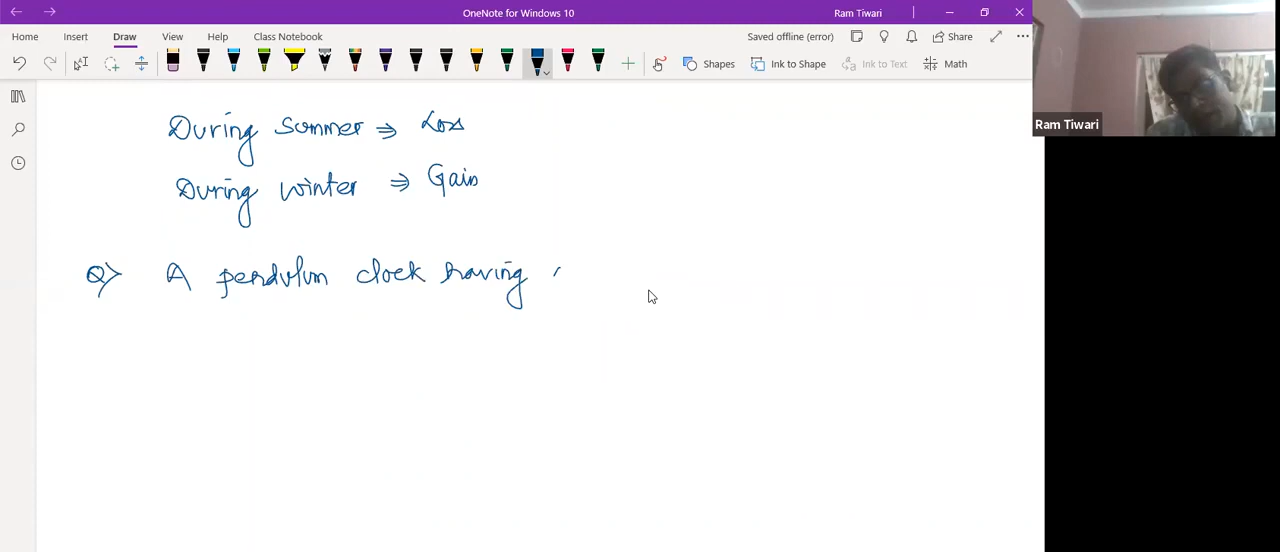 OneNote for Windows 10
Ram Tiwari
Home Insert Draw View Help Class Notebook
Saved offline (error)
Share
Shapes
Ink to Shape
Ink to Text
Math
Ram Tiwari
During Summer ⇒ Loss
During winter ⇒ Gain
Q> A pendulum clock having